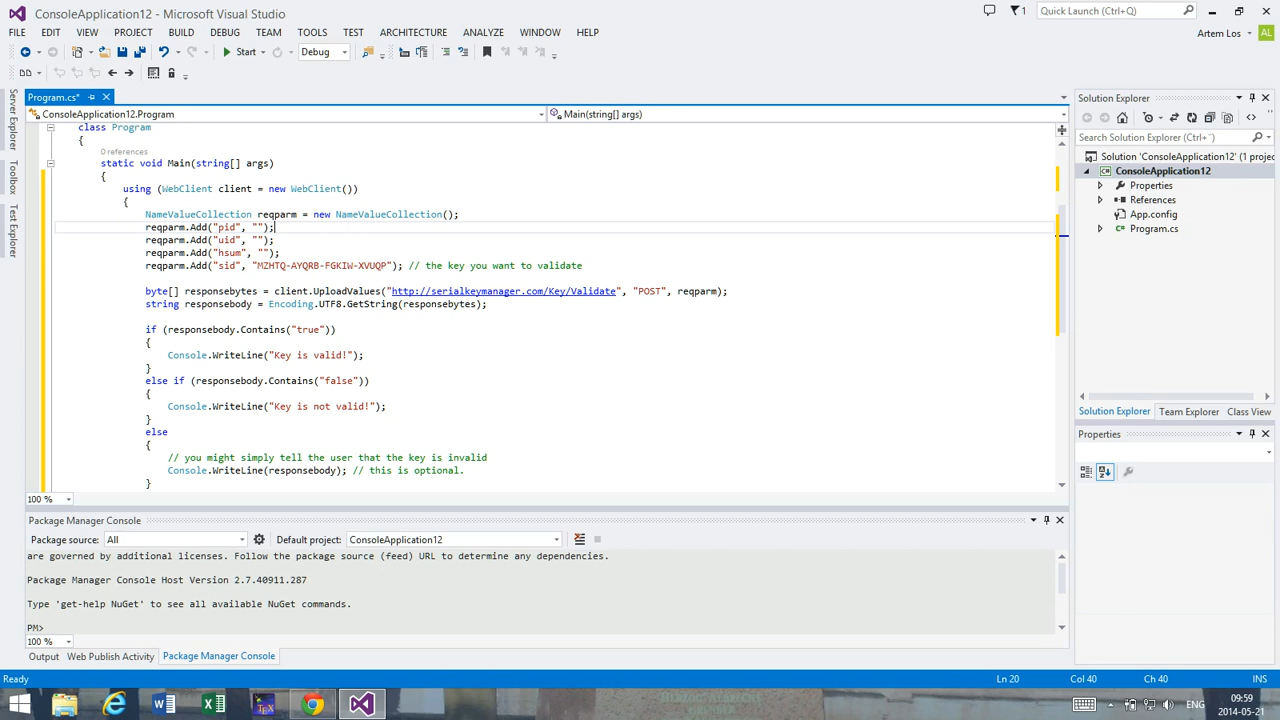 ConsoleApplication12 - Microsoft Visual Studio
1
Quick Launch (Ctrl+Q)
FILE EDIT VIEW PROJECT BUILD DEBUG TEAM TOOLS TEST ARCHITECTURE ANALYZE WINDOW HELP
Artem Los
AL
Start
Debug
Server Explorer
Toolbox
Test Explorer
Program.cs*
ConsoleApplication12.Program
Main(string[] args)
class Program
{
0 references
static void Main(string[] args)
{
using (WebClient client = new WebClient())
{
NameValueCollection reqparm = new NameValueCollection();
reqparm.Add("pid", "");
reqparm.Add("uid", "");
reqparm.Add("hsum", "");
reqparm.Add("sid", "MZHTQ-AYQRB-FGKIW-XVUQP"); // the key you want to validate
byte[] responsebytes = client.UploadValues("http://serialkeymanager.com/Key/Validate", "POST", reqparm);
string responsebody = Encoding.UTF8.GetString(responsebytes);
if (responsebody.Contains("true"))
{
Console.WriteLine("Key is valid!");
}
else if (responsebody.Contains("false"))
{
Console.WriteLine("Key is not valid!");
}
else
{
// you might simply tell the user that the key is invalid
Console.WriteLine(responsebody); // this is optional.
}
100 %
Solution Explorer
Search Solution Explorer (Ctrl+¨)
Solution 'ConsoleApplication12' (1 projec
ConsoleApplication12
Properties
References
App.config
Program.cs
Solution Explorer Team Explorer Class View
Properties
Package Manager Console
Package source: All
Default project: ConsoleApplication12
are governed by additional licenses. Follow the package source (feed) URL to determine any dependencies.
Package Manager Console Host Version 2.7.40911.287
Type 'get-help NuGet' to see all available NuGet commands.
PM>
100 %
Output Web Publish Activity Package Manager Console
Ready
Ln 20
Col 40
Ch 40
INS
ENG
09:59
2014-05-21